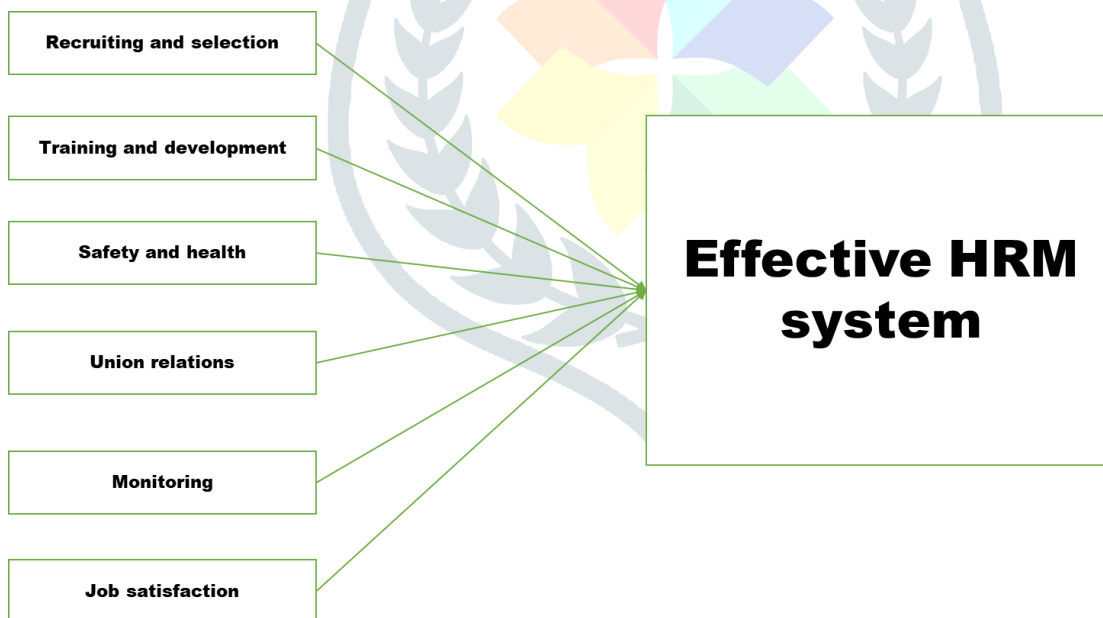 Recruiting and selection
Training and development
Safety and health
Union relations
Monitoring
Job satisfaction
Effective HRM
system